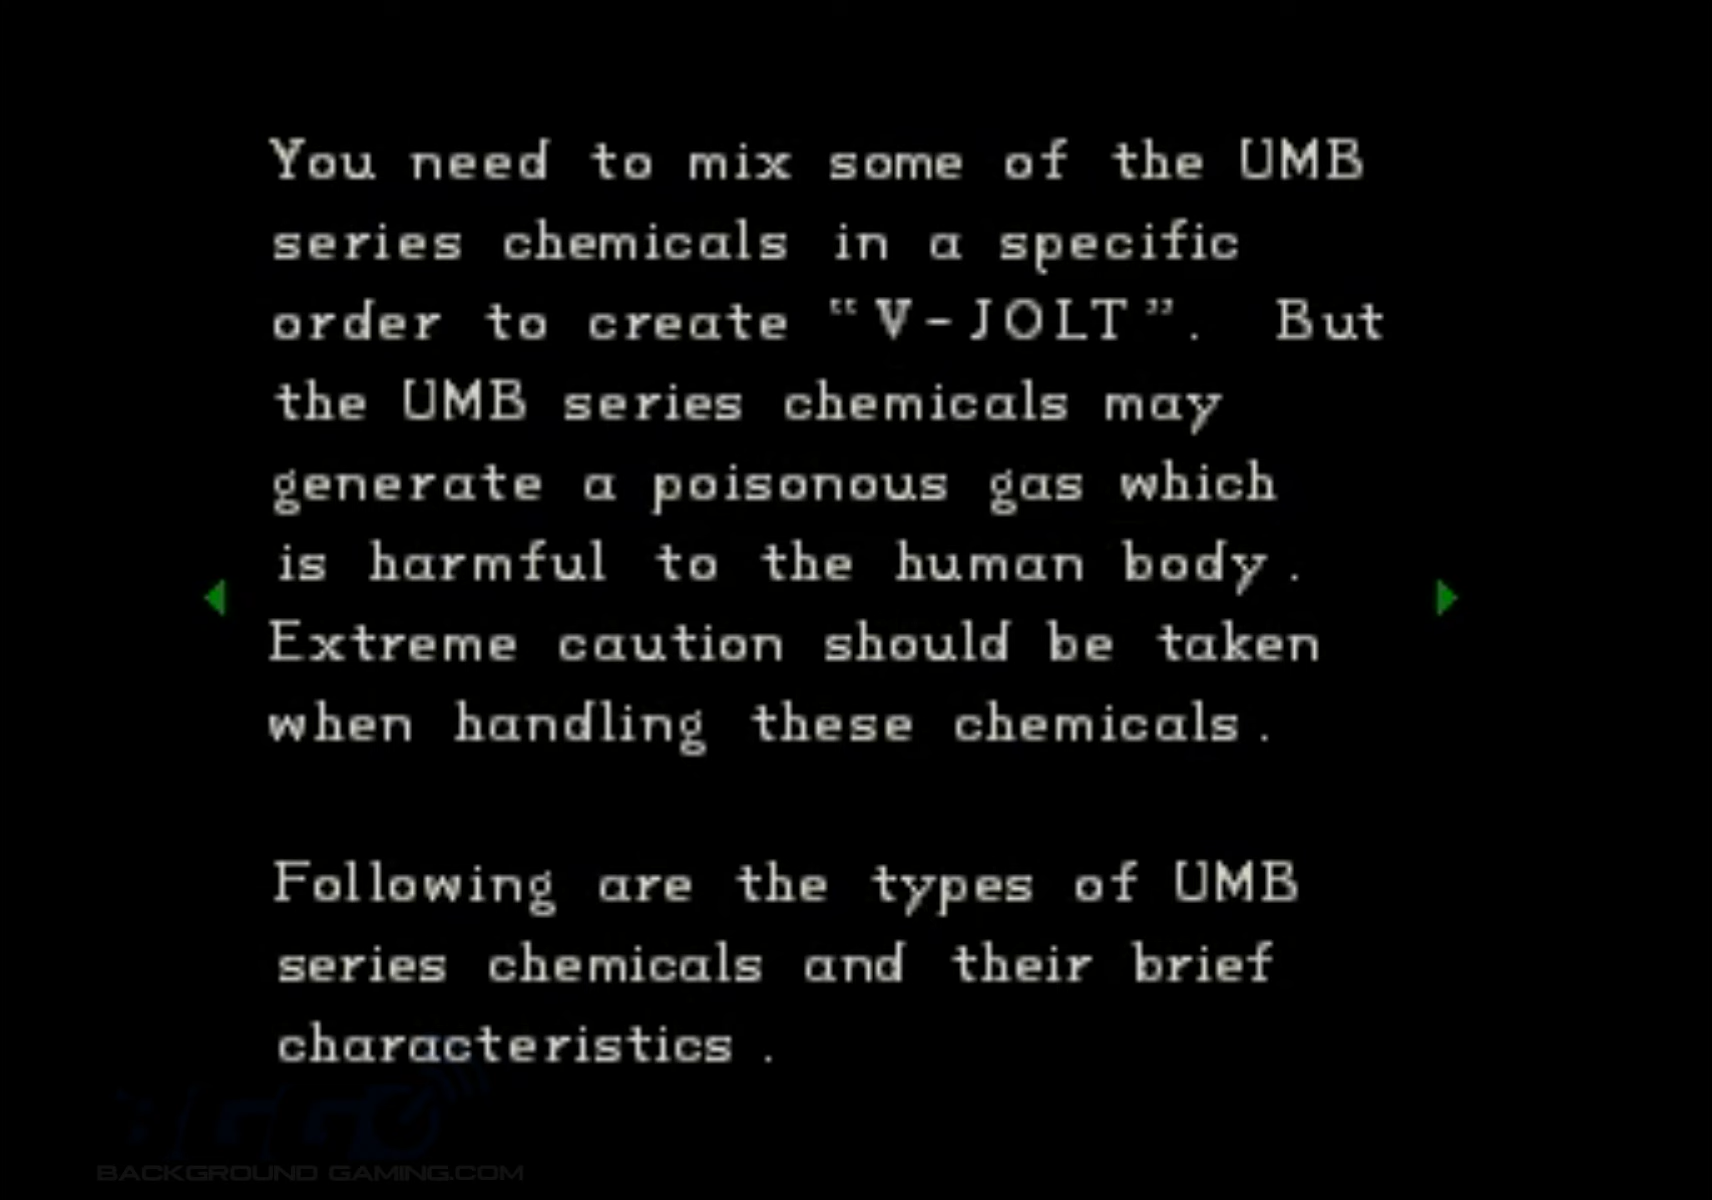 You need to mix some of the UMB
series chemicals in a specific
order to create “V-JOLT”. But
the UMB series chemicals may
generate a poisonous gas which
is harmful to the human body.
Extreme caution should be taken
when handling these chemicals.
Following are the types of UMB
series chemicals and their brief
characteristics.
BACKGROUND GAMING.COM